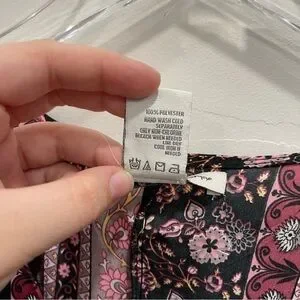 100% POLYESTER
HAND WASH COLD
SEPARATELY
ONLY NON-CHLORINE
BLEACH WHEN NEEDED
LINE DRY
COOL IRON IF
NEEDED